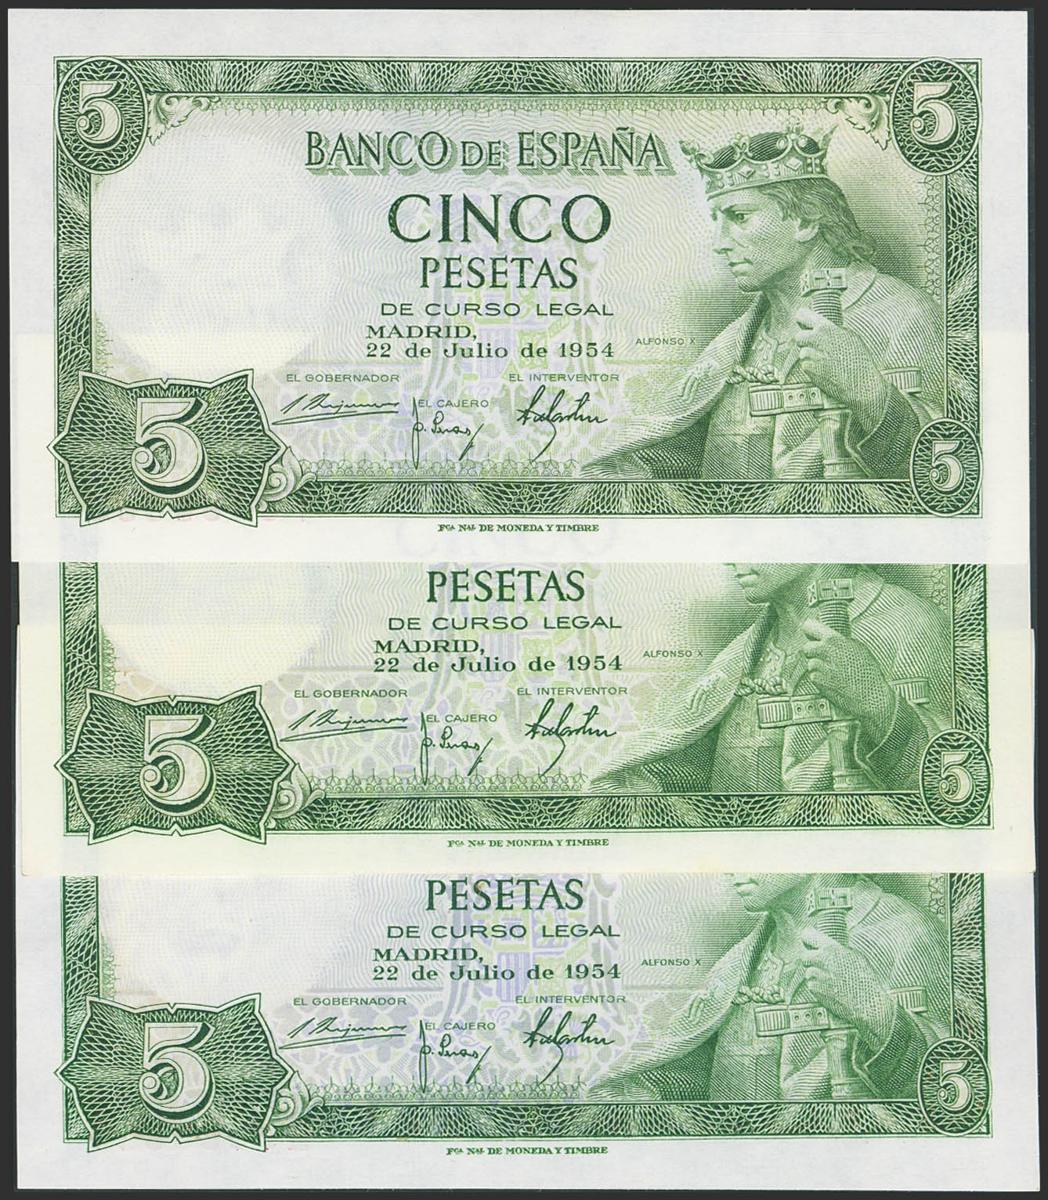 5 5
BANCO DE ESPAÑA
CINCO
PESETAS
DE CURSO LEGAL
MADRID,
22 de Julio de 1954
ALFONSO X
EL GOBERNADOR EL INTERVENTOR
EL CAJERO
5 5
Fca Nal DE MONEDA Y TIMBRE
PESETAS
DE CURSO LEGAL
MADRID,
22 de Julio de 1954
ALFONSO X
EL GOBERNADOR EL INTERVENTOR
EL CAJERO
5 5
Fca Nal DE MONEDA Y TIMBRE
PESETAS
DE CURSO LEGAL
MADRID,
22 de Julio de 1954
ALFONSO X
EL GOBERNADOR EL INTERVENTOR
EL CAJERO
5 5
Fca Nal DE MONEDA Y TIMBRE